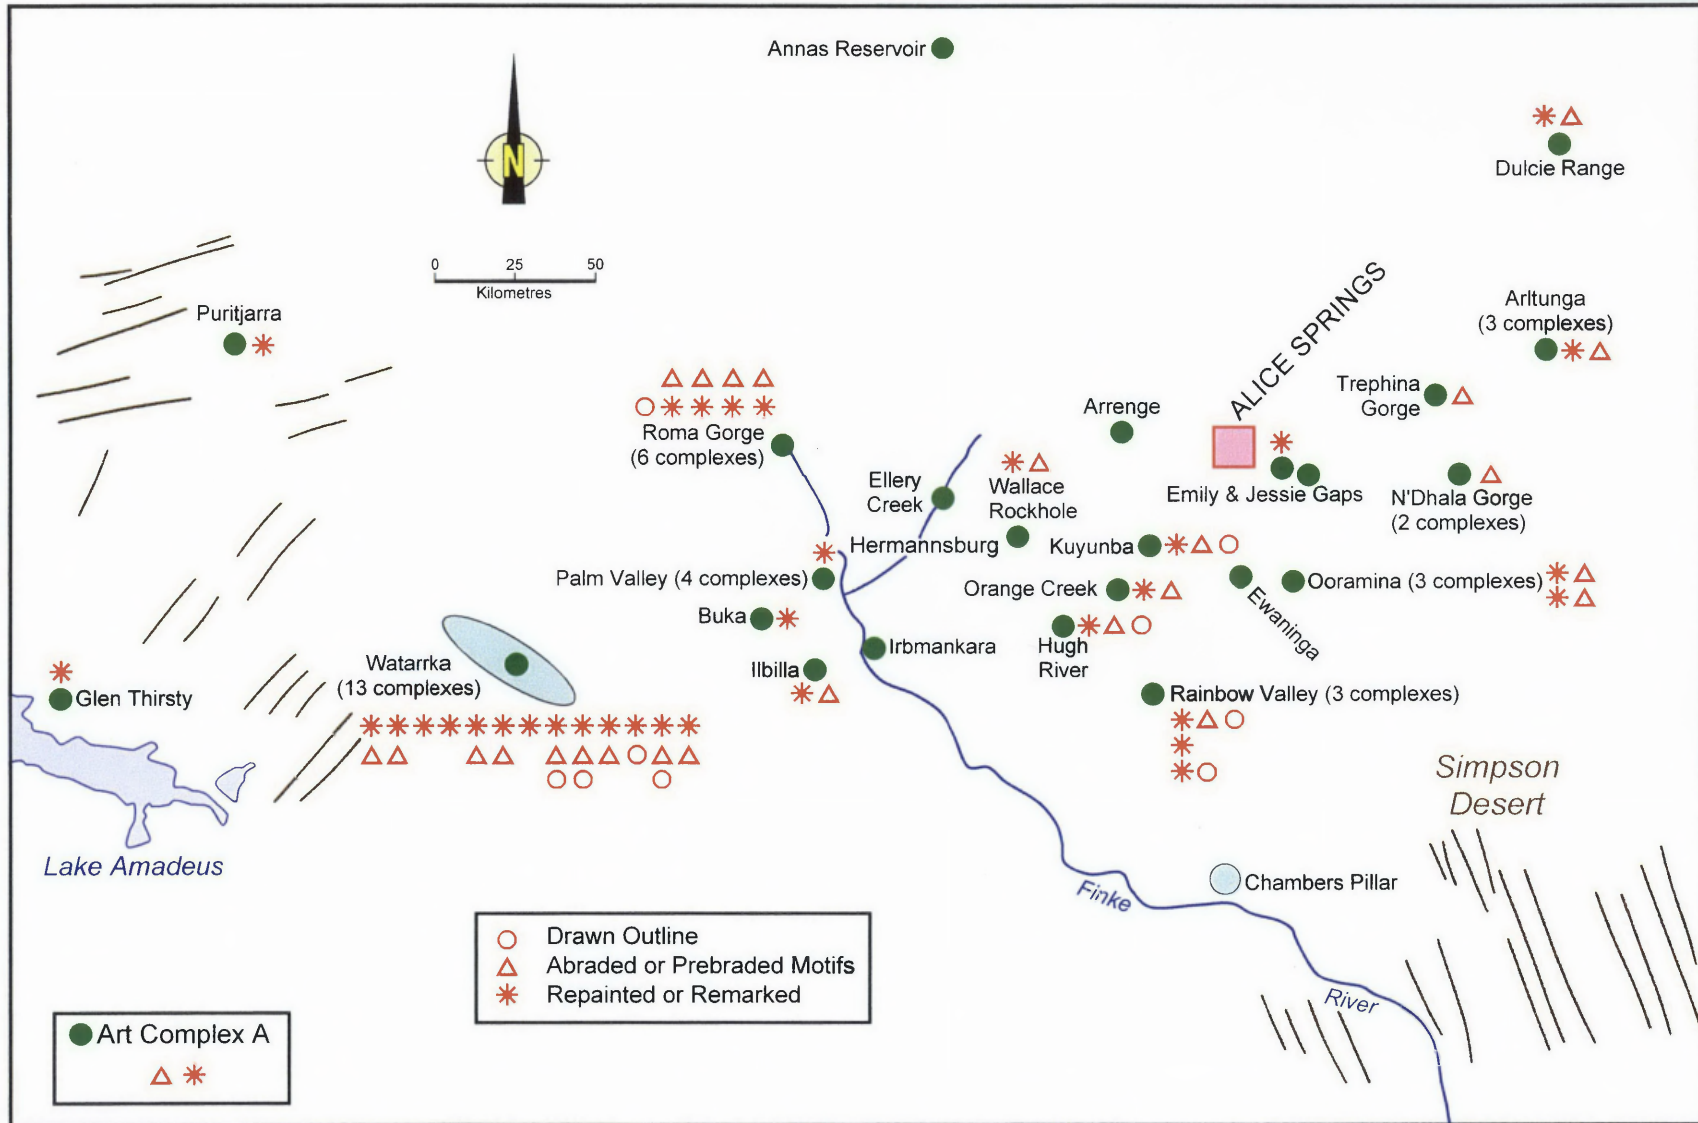 Annas Reservoir
N
Dulcie Range
0 25 50
Kilometres
Puritjarra
ALICE SPRINGS
Arltunga
(3 complexes)
Trephina
Gorge
Arrenge
Roma Gorge
(6 complexes)
Ellery
Creek
Wallace
Rockhole
Emily & Jessie Gaps
N'Dhala Gorge
(2 complexes)
Hermannsburg
Kuyunba
Palm Valley (4 complexes)
Orange Creek
Ooramina (3 complexes)
Ewaninga
Buka
Irbmankara
Hugh
River
Watarrka
(13 complexes)
Ilbilla
Glen Thirsty
Rainbow Valley (3 complexes)
Simpson
Desert
Lake Amadeus
Finke
Chambers Pillar
River
Drawn Outline
Abraded or Prebraded Motifs
Repainted or Remarked
Art Complex A